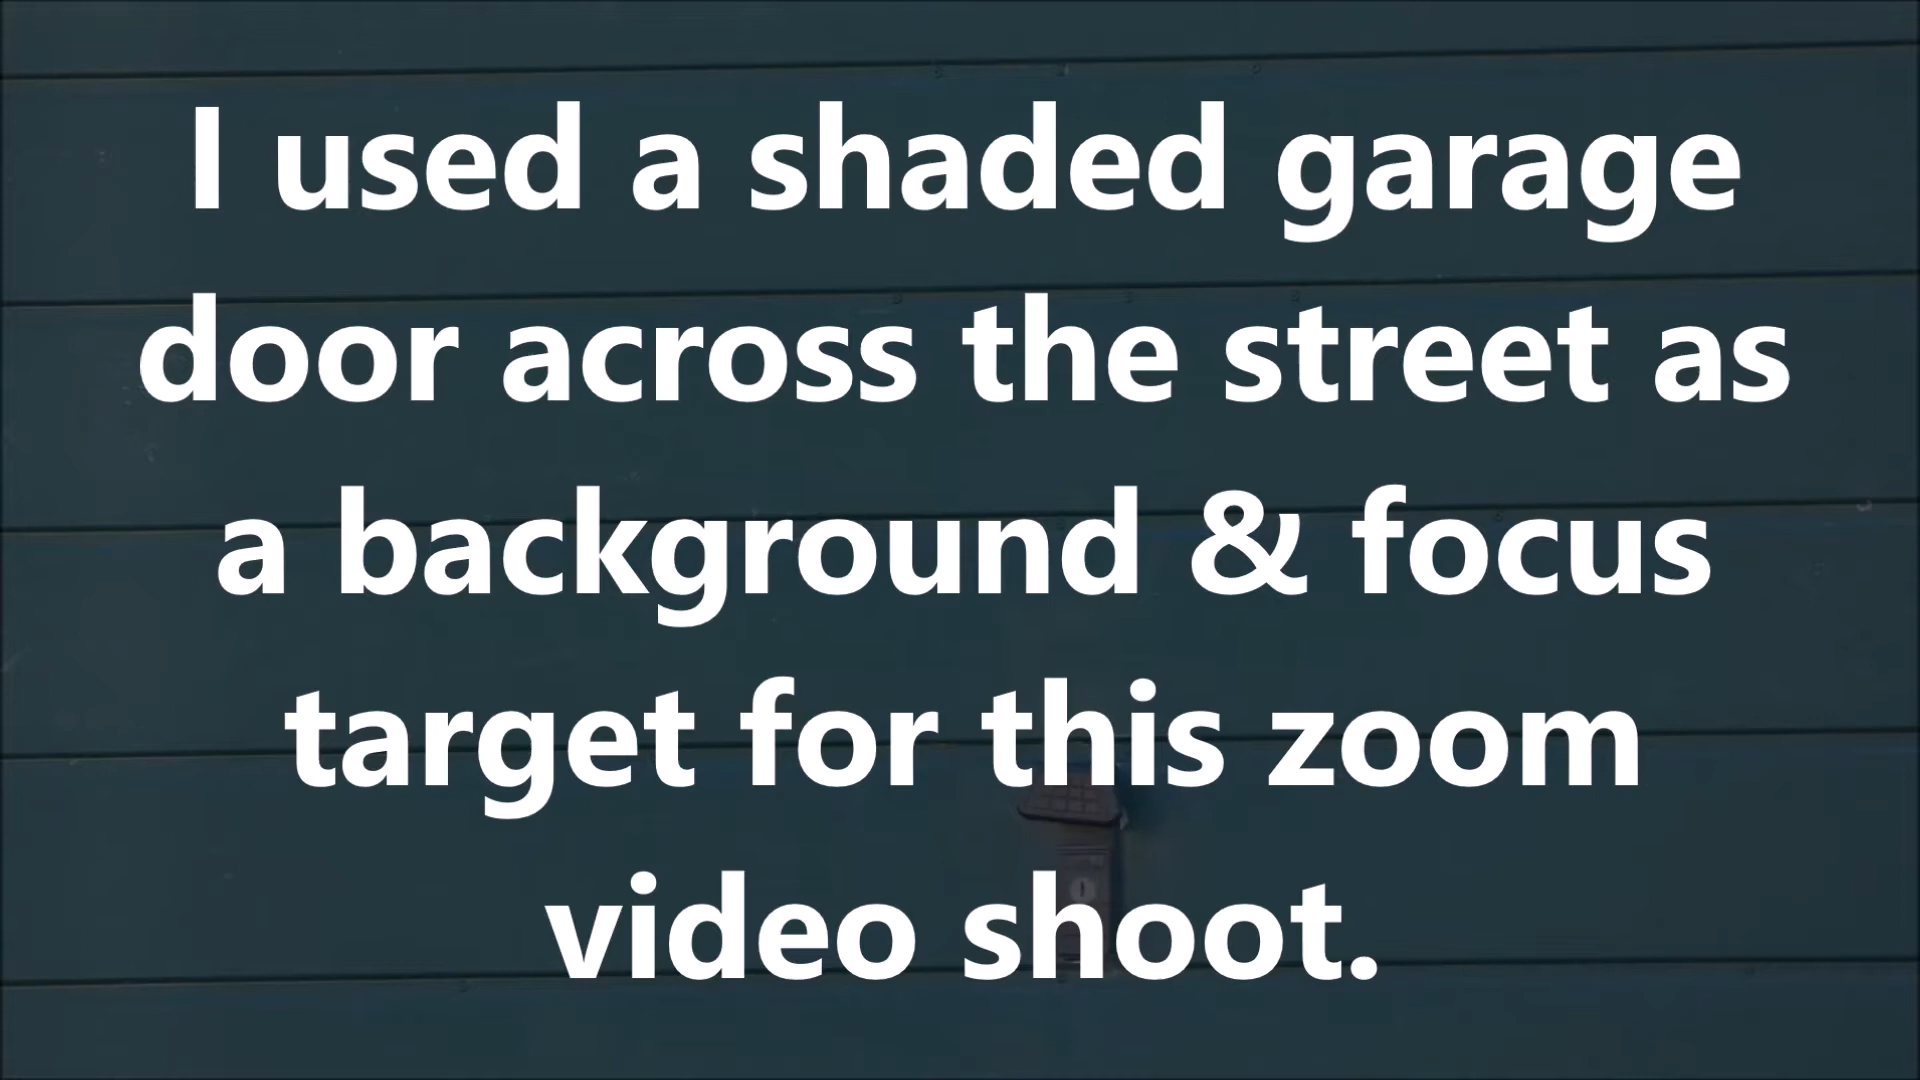 I used a shaded garage
door across the street as
a background & focus
target for this zoom
video shoot.